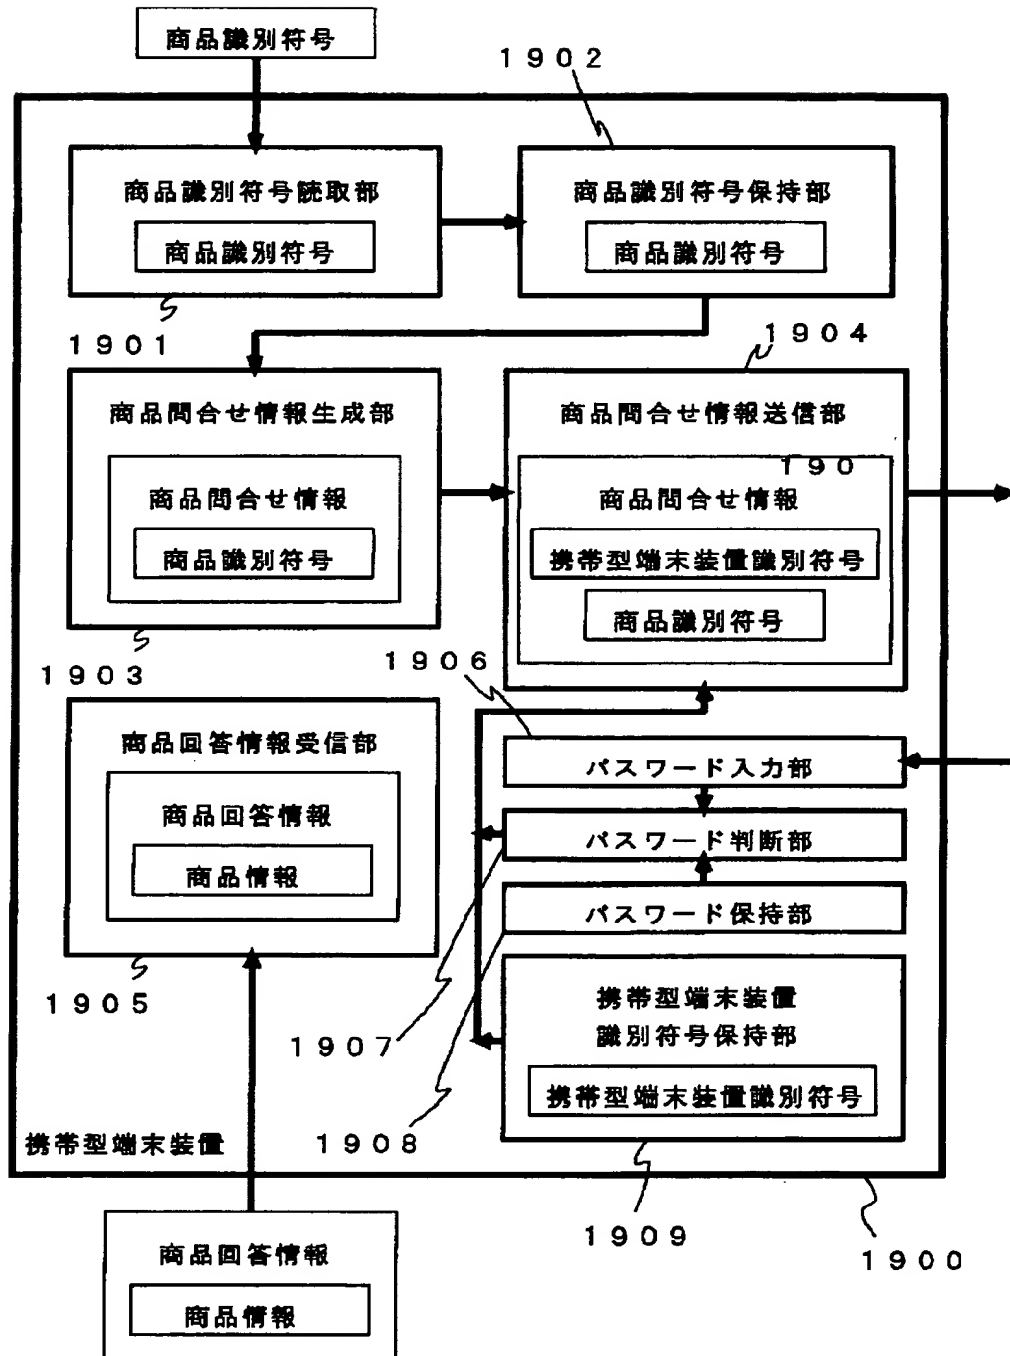 商品識別符号
1902
商品識別符号読取部
商品識別符号
商品識別符号保持部
商品識別符号
1901
1904
商品問合せ情報生成部
商品問合せ情報
商品識別符号
商品問合せ情報送信部
190
商品問合せ情報
携帯型端末装置識別符号
商品識別符号
1903
1906
商品回答情報受信部
商品回答情報
商品情報
パスワード入力部
パスワード判断部
パスワード保持部
1905
携帯型端末装置
識別符号保持部
携帯型端末装置識別符号
1907
1908
携帯型端末装置
1909
1900
商品回答情報
商品情報